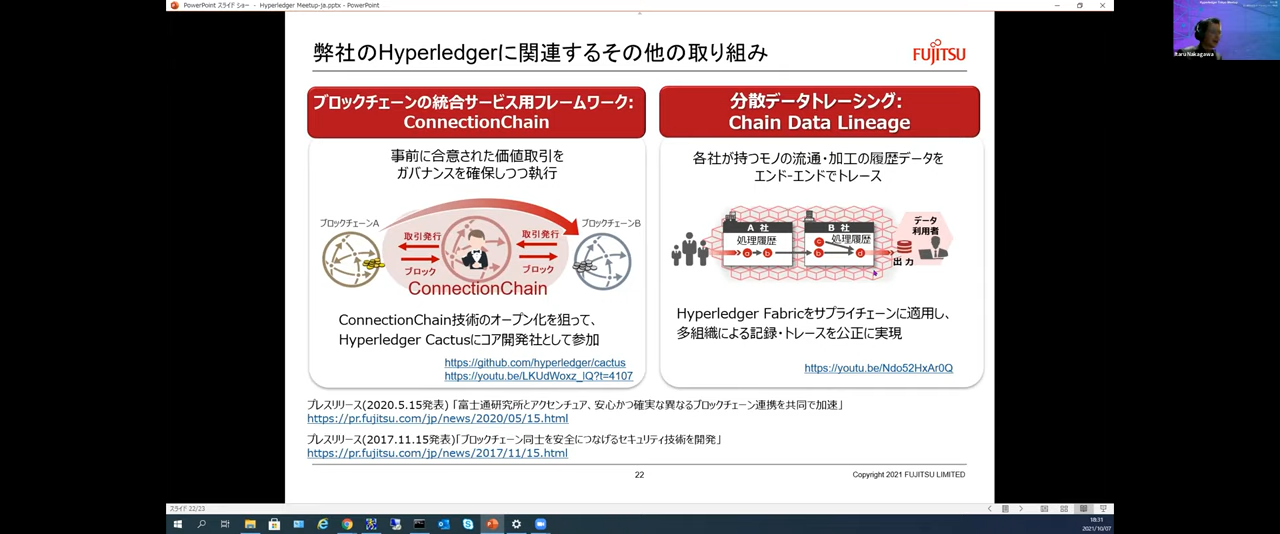 PowerPoint スライド ショー - Hyperledger Meetup-ja.pptx - PowerPoint
Hyperledger Tokyo Meetup
Itaru Nakagawa
弊社のHyperledgerに関連するその他の取り組み
FUJITSU
ブロックチェーンの統合サービス用フレームワーク:
ConnectionChain
事前に合意された価値取引を
ガバナンスを確保しつつ執行
ブロックチェーンA
ブロックチェーンB
取引発行
取引発行
ブロック
ブロック
ConnectionChain
ConnectionChain技術のオープン化を狙って、
Hyperledger Cactusにコア開発社として参加
https://github.com/hyperledger/cactus
https://youtu.be/LKUdWoxz_lQ?t=4107
分散データトレーシング:
Chain Data Lineage
各社が持つモノの流通・加工の履歴データを
エンド-エンドでトレース
A 社
処理履歴
a
b
B 社
処理履歴
c
b
d
データ
利用者
出力
Hyperledger Fabricをサプライチェーンに適用し、
多組織による記録・トレースを公正に実現
https://youtu.be/Ndo52HxAr0Q
プレスリリース(2020.5.15発表)「富士通研究所とアクセンチュア、安心かつ確実な異なるブロックチェーン連携を共同で加速」
https://pr.fujitsu.com/jp/news/2020/05/15.html
プレスリリース(2017.11.15発表)「ブロックチェーン同士を安全につなげるセキュリティ技術を開発」
https://pr.fujitsu.com/jp/news/2017/11/15.html
22
Copyright 2021 FUJITSU LIMITED
スライド 22/23
18:31
2021/10/07